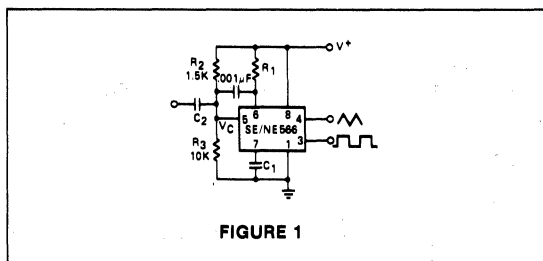 V+
R2
1.5K
.001μF
R1
6
8
C2
5
VC
SE/NE566
4
3
7
1
R3
10K
C1
FIGURE 1